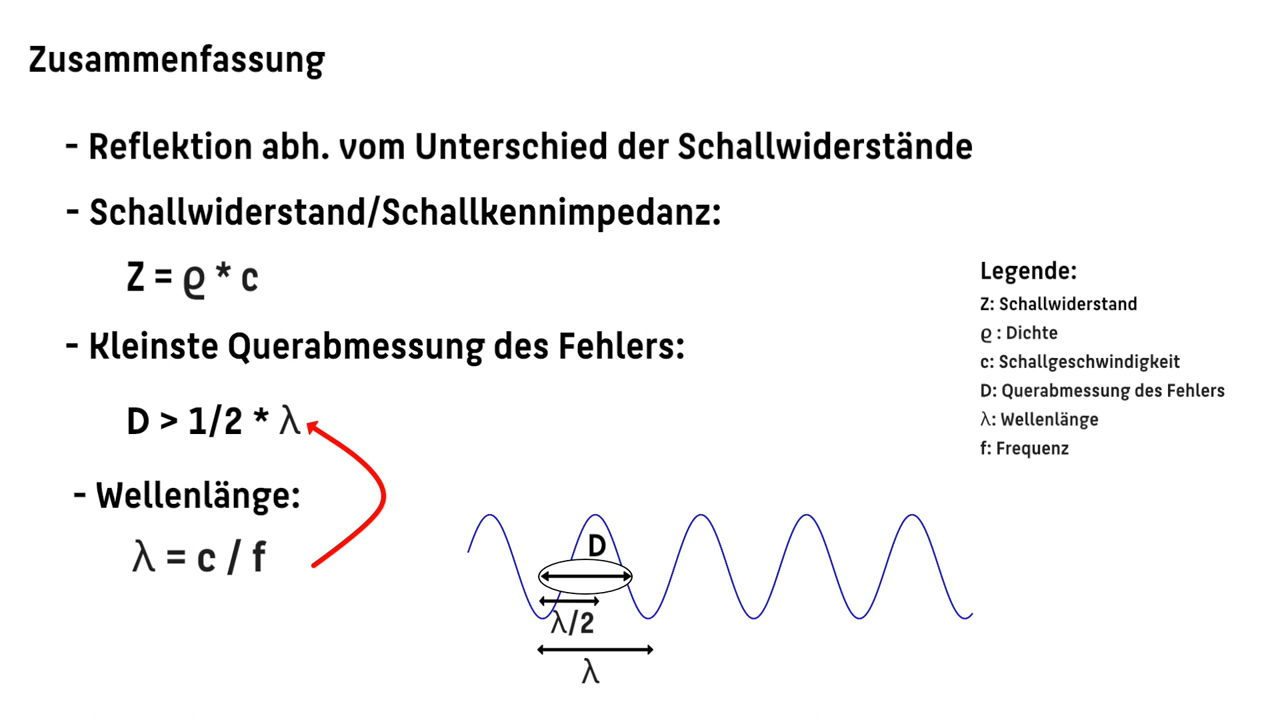 Zusammenfassung
- Reflektion abh. vom Unterschied der Schallwiderstände
- Schallwiderstand/Schallkennimpedanz:
Z = ϱ * c
- Kleinste Querabmessung des Fehlers:
D > 1/2 * λ
- Wellenlänge:
λ = c / f
Legende:
Z: Schallwiderstand
ϱ : Dichte
c: Schallgeschwindigkeit
D: Querabmessung des Fehlers
λ: Wellenlänge
f: Frequenz
D
λ/2
λ